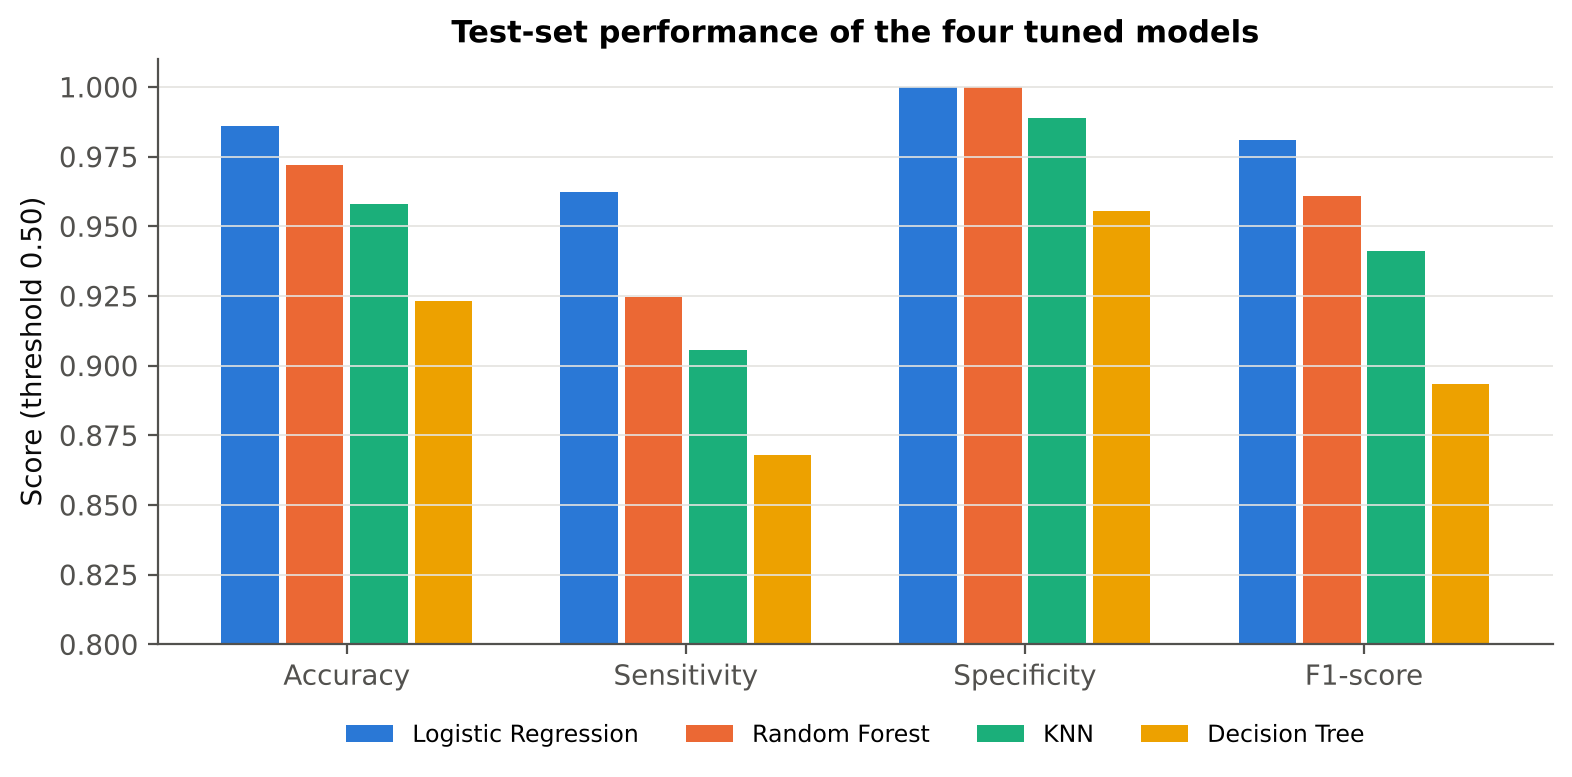 Test-set performance of the four tuned models
Score (threshold 0.50)
1.000
0.975
0.950
0.925
0.900
0.875
0.850
0.825
0.800
Accuracy Sensitivity Specificity F1-score
Logistic Regression Random Forest KNN Decision Tree